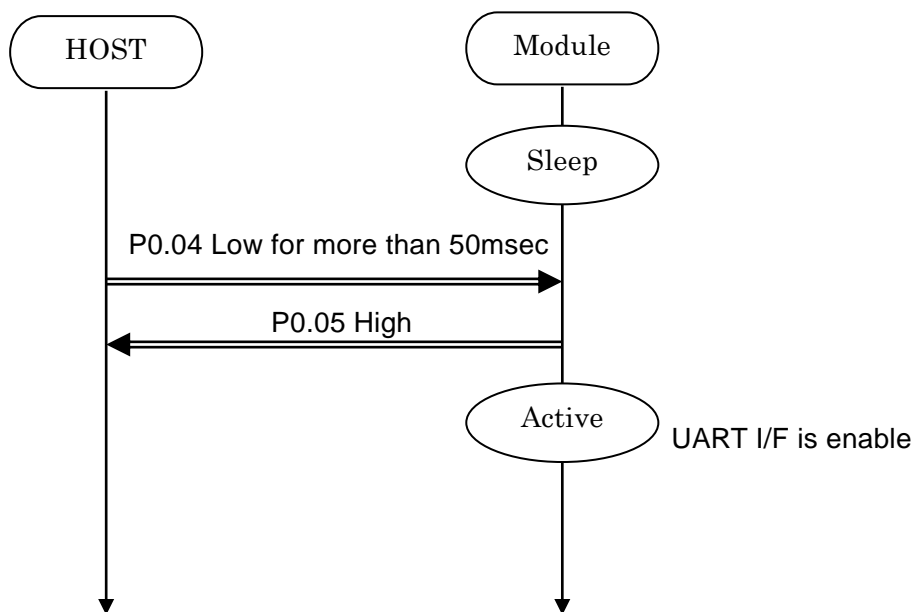 HOST
Module
Sleep
P0.04 Low for more than 50msec
P0.05 High
Active
UART I/F is enable